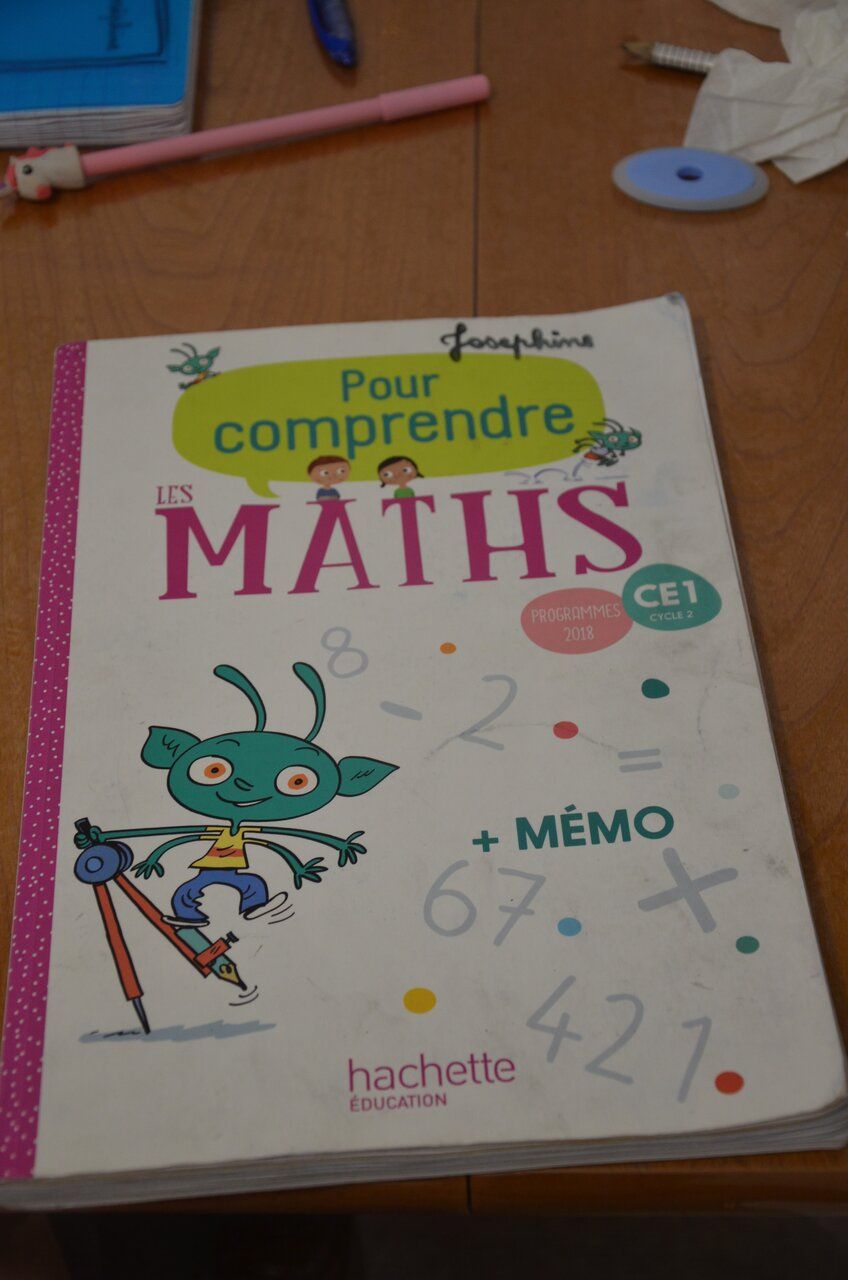 Josephine
Pour
comprendre
LES
MATHS
PROGRAMMES
2018
CE1
CYCLE 2
8
- 2
=
+ MÉMO
67
+
421
hachette
ÉDUCATION